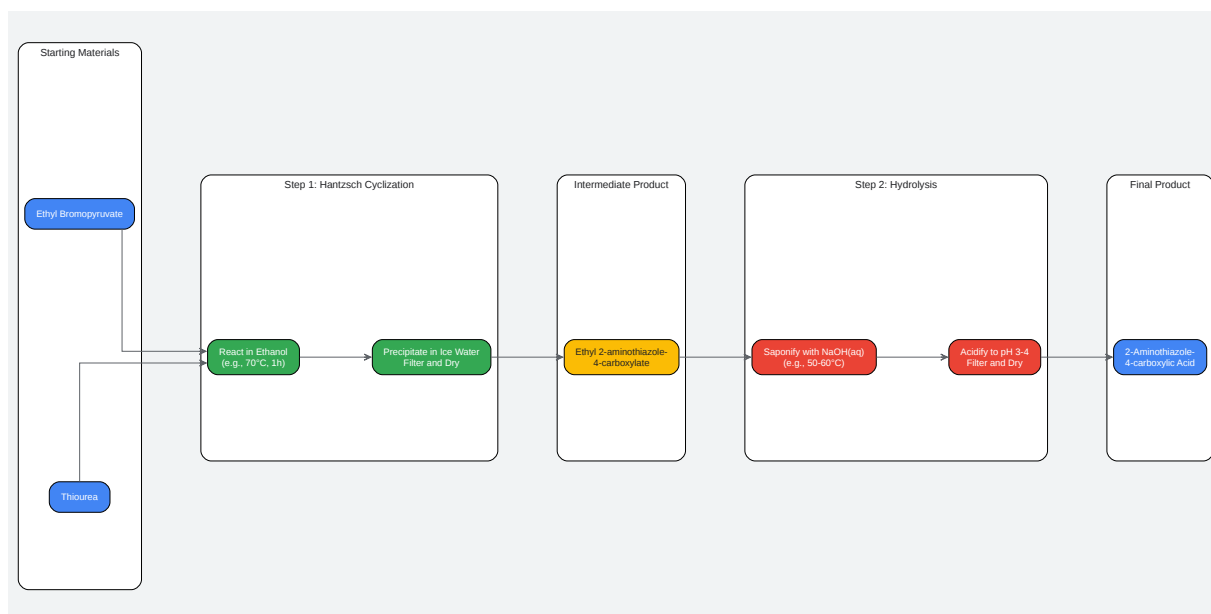 Starting Materials
Ethyl Bromopyruvate
Thiourea
Step 1: Hantzsch Cyclization
React in Ethanol
(e.g., 70°C, 1h)
Precipitate in Ice Water
Filter and Dry
Intermediate Product
Ethyl 2-aminothiazole-
4-carboxylate
Step 2: Hydrolysis
Saponify with NaOH(aq)
(e.g., 50-60°C)
Acidify to pH 3-4
Filter and Dry
Final Product
2-Aminothiazole-
4-carboxylic Acid